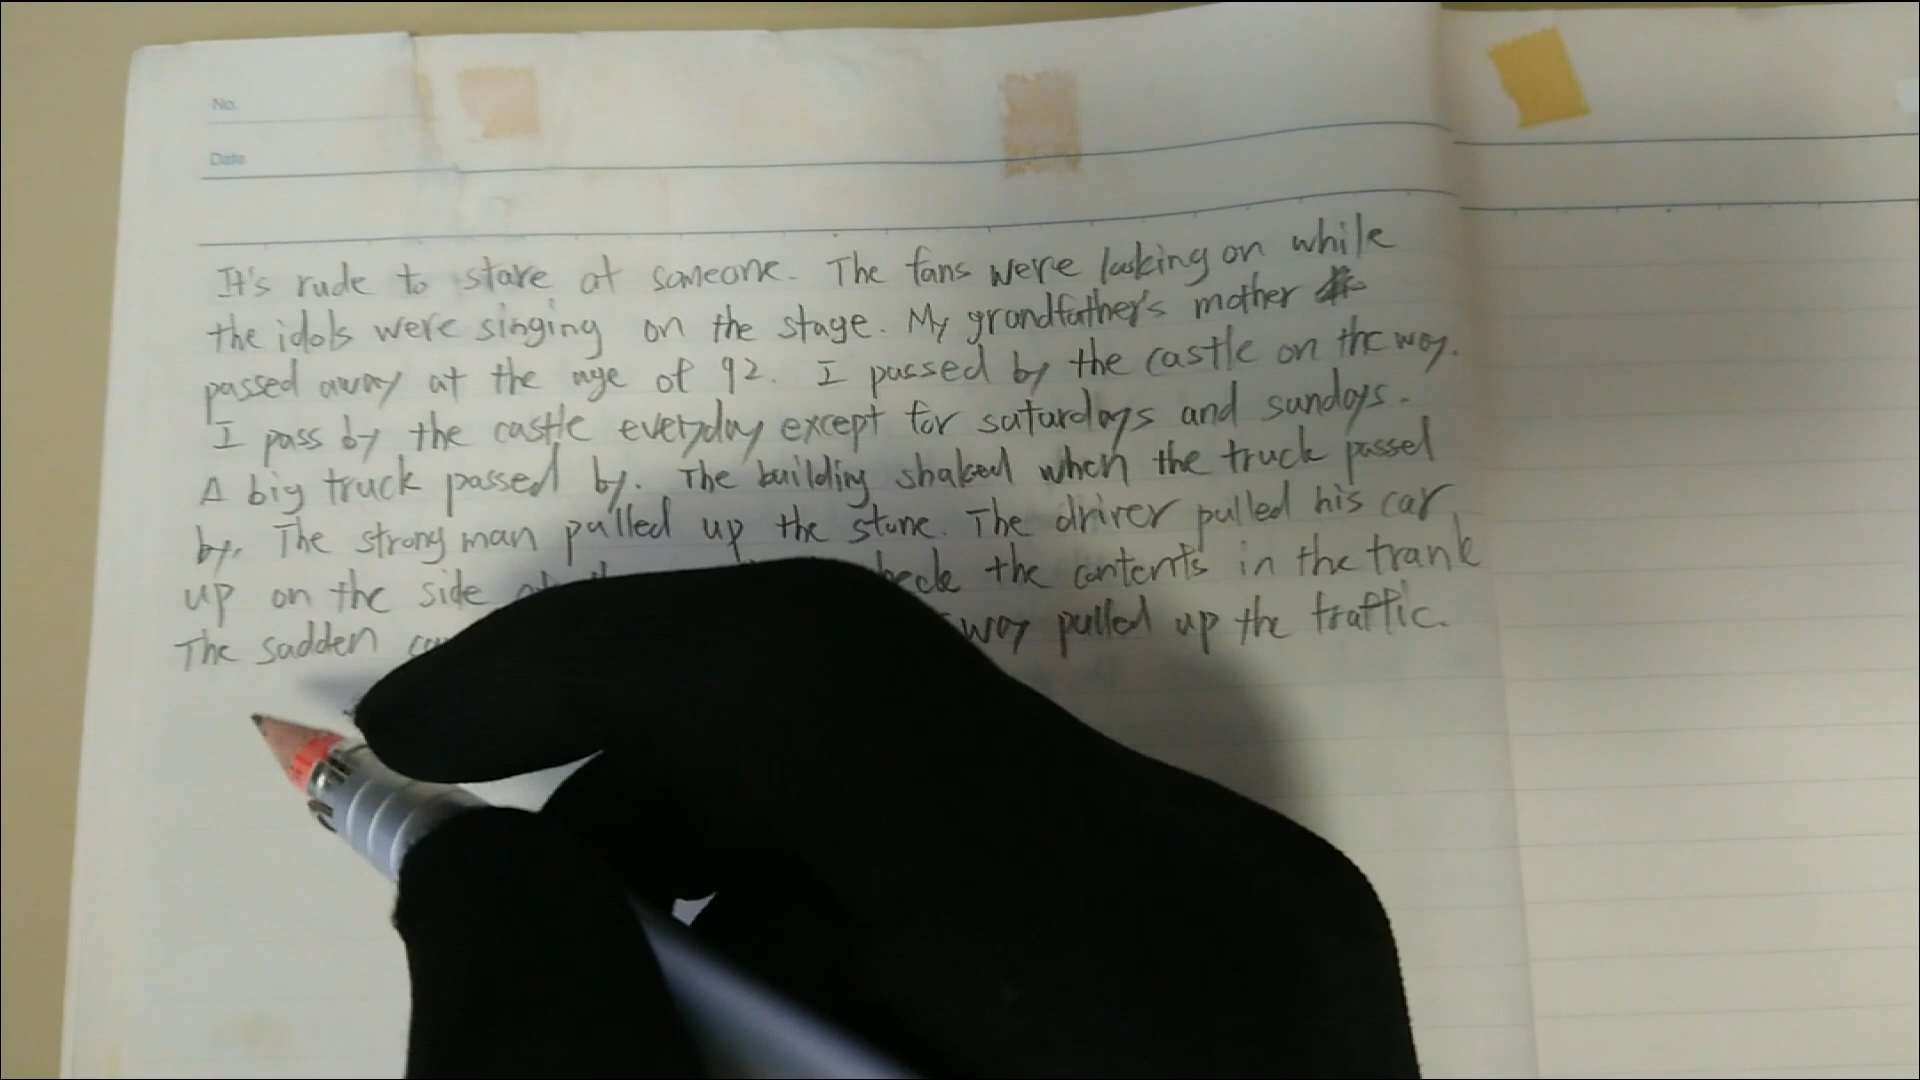 No.
Date
It's rude to stare at someone. The fans were looking on while
the idols were singing on the stage. My grandfather's mother
passed away at the age of 92. I passed by the castle on the way.
I pass by the castle everyday except for saturdays and sundays.
A big truck passed by. The building shaked when the truck passed
by. The strong man pulled up the stone. The driver pulled his car
up on the side the contents in the trank
The sudden way pulled up the traffic.